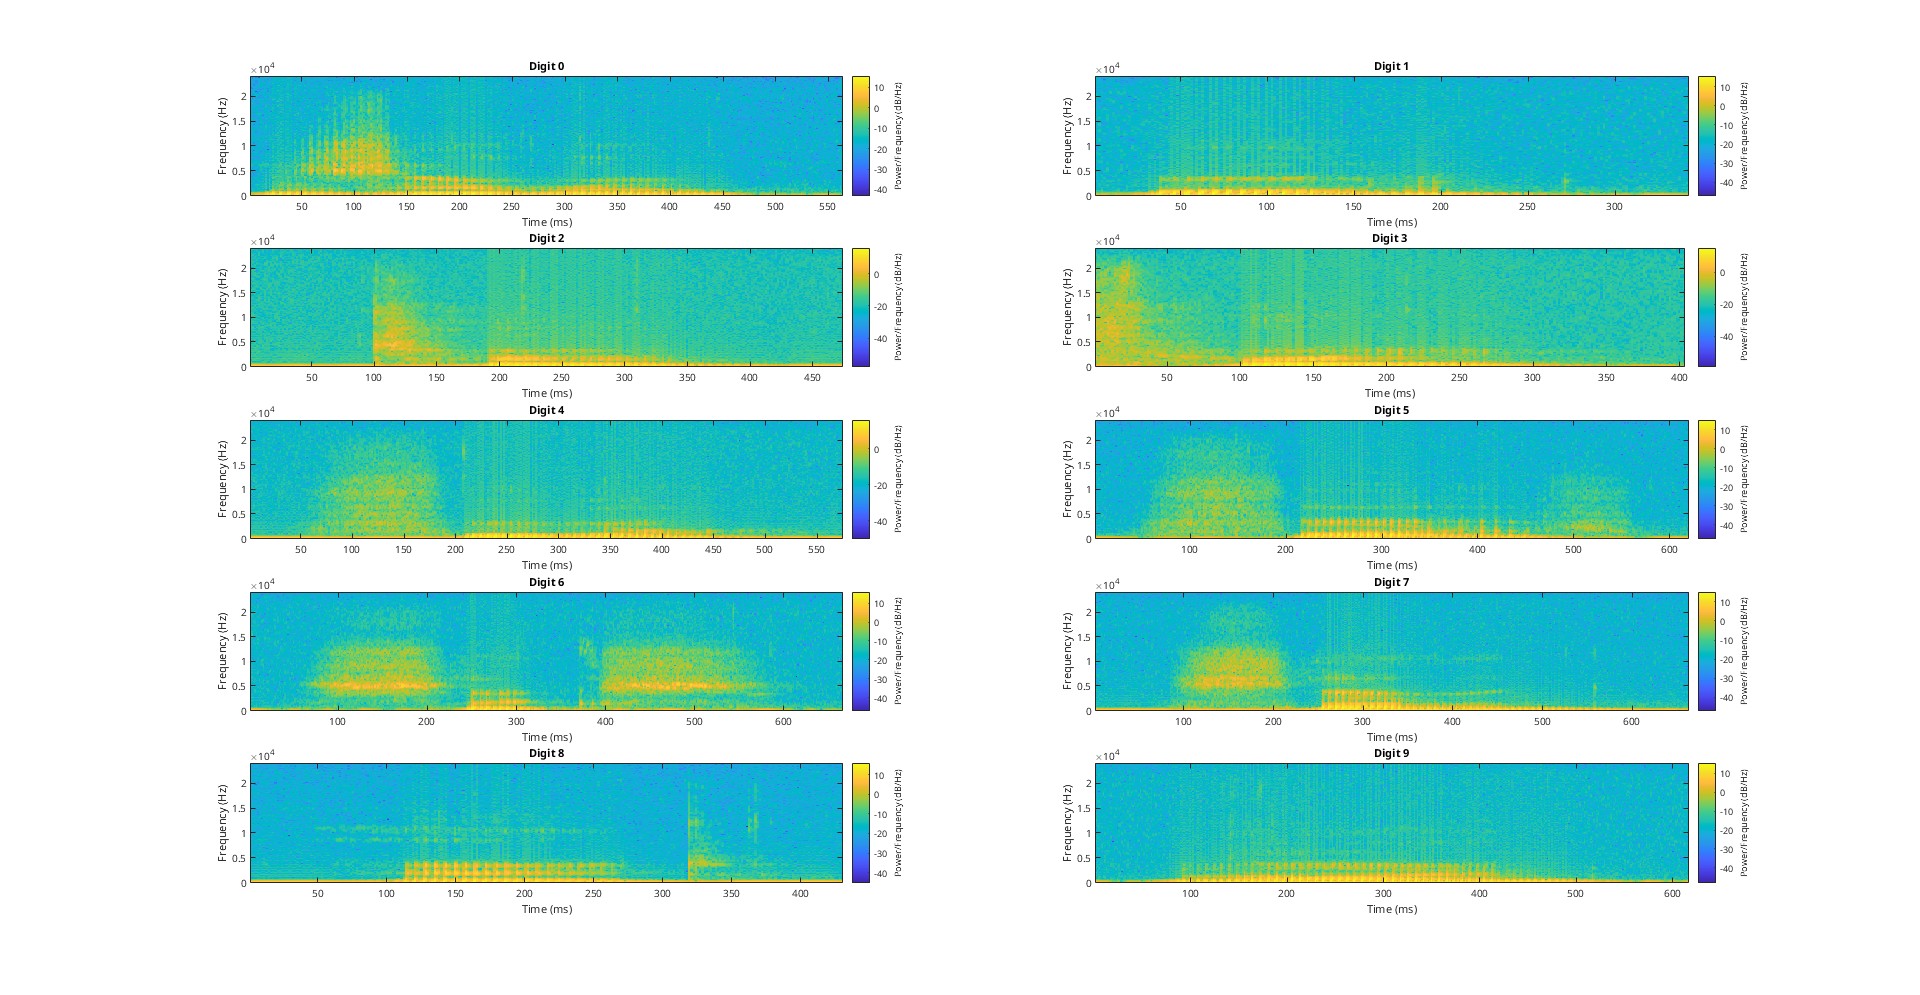 Digit 0
×10⁴
2
1.5
1
0.5
0
Frequency (Hz)
50 100 150 200 250 300 350 400 450 500 550
Time (ms)
10
0
-10
-20
-30
-40
Power/Frequency (dB/Hz)
Digit 1
×10⁴
2
1.5
1
0.5
0
Frequency (Hz)
50 100 150 200 250 300
Time (ms)
10
0
-10
-20
-30
-40
Power/Frequency (dB/Hz)
Digit 2
×10⁴
2
1.5
1
0.5
0
Frequency (Hz)
50 100 150 200 250 300 350 400 450
Time (ms)
0
-20
-40
Power/Frequency (dB/Hz)
Digit 3
×10⁴
2
1.5
1
0.5
0
Frequency (Hz)
50 100 150 200 250 300 350 400
Time (ms)
0
-20
-40
Power/Frequency (dB/Hz)
Digit 4
×10⁴
2
1.5
1
0.5
0
Frequency (Hz)
50 100 150 200 250 300 350 400 450 500 550
Time (ms)
0
-20
-40
Power/Frequency (dB/Hz)
Digit 5
×10⁴
2
1.5
1
0.5
0
Frequency (Hz)
100 200 300 400 500 600
Time (ms)
10
0
-10
-20
-30
-40
Power/Frequency (dB/Hz)
Digit 6
×10⁴
2
1.5
1
0.5
0
Frequency (Hz)
100 200 300 400 500 600
Time (ms)
10
0
-10
-20
-30
-40
Power/Frequency (dB/Hz)
Digit 7
×10⁴
2
1.5
1
0.5
0
Frequency (Hz)
100 200 300 400 500 600
Time (ms)
10
0
-10
-20
-30
-40
Power/Frequency (dB/Hz)
Digit 8
×10⁴
2
1.5
1
0.5
0
Frequency (Hz)
50 100 150 200 250 300 350 400
Time (ms)
10
0
-10
-20
-30
-40
Power/Frequency (dB/Hz)
Digit 9
×10⁴
2
1.5
1
0.5
0
Frequency (Hz)
100 200 300 400 500 600
Time (ms)
10
0
-10
-20
-30
-40
Power/Frequency (dB/Hz)